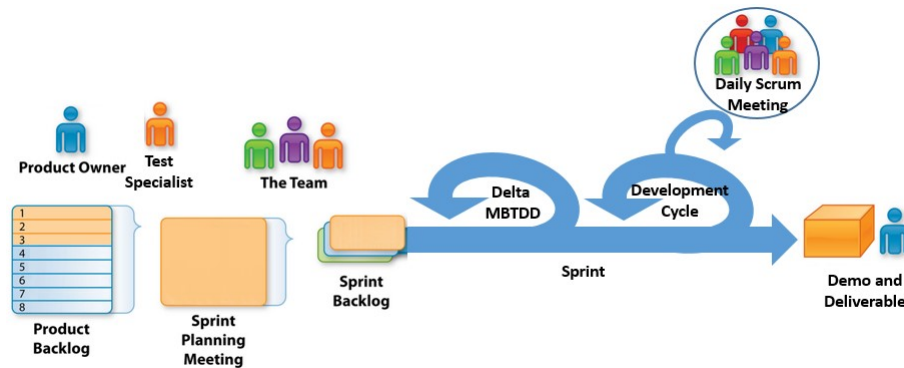 Daily Scrum
Meeting
Product Owner
Test
Specialist
The Team
Delta
MBTDD
Development
Cycle
1
2
3
4
5
6
7
8
Sprint
Sprint
Backlog
Demo and
Deliverable
Product
Backlog
Sprint
Planning
Meeting